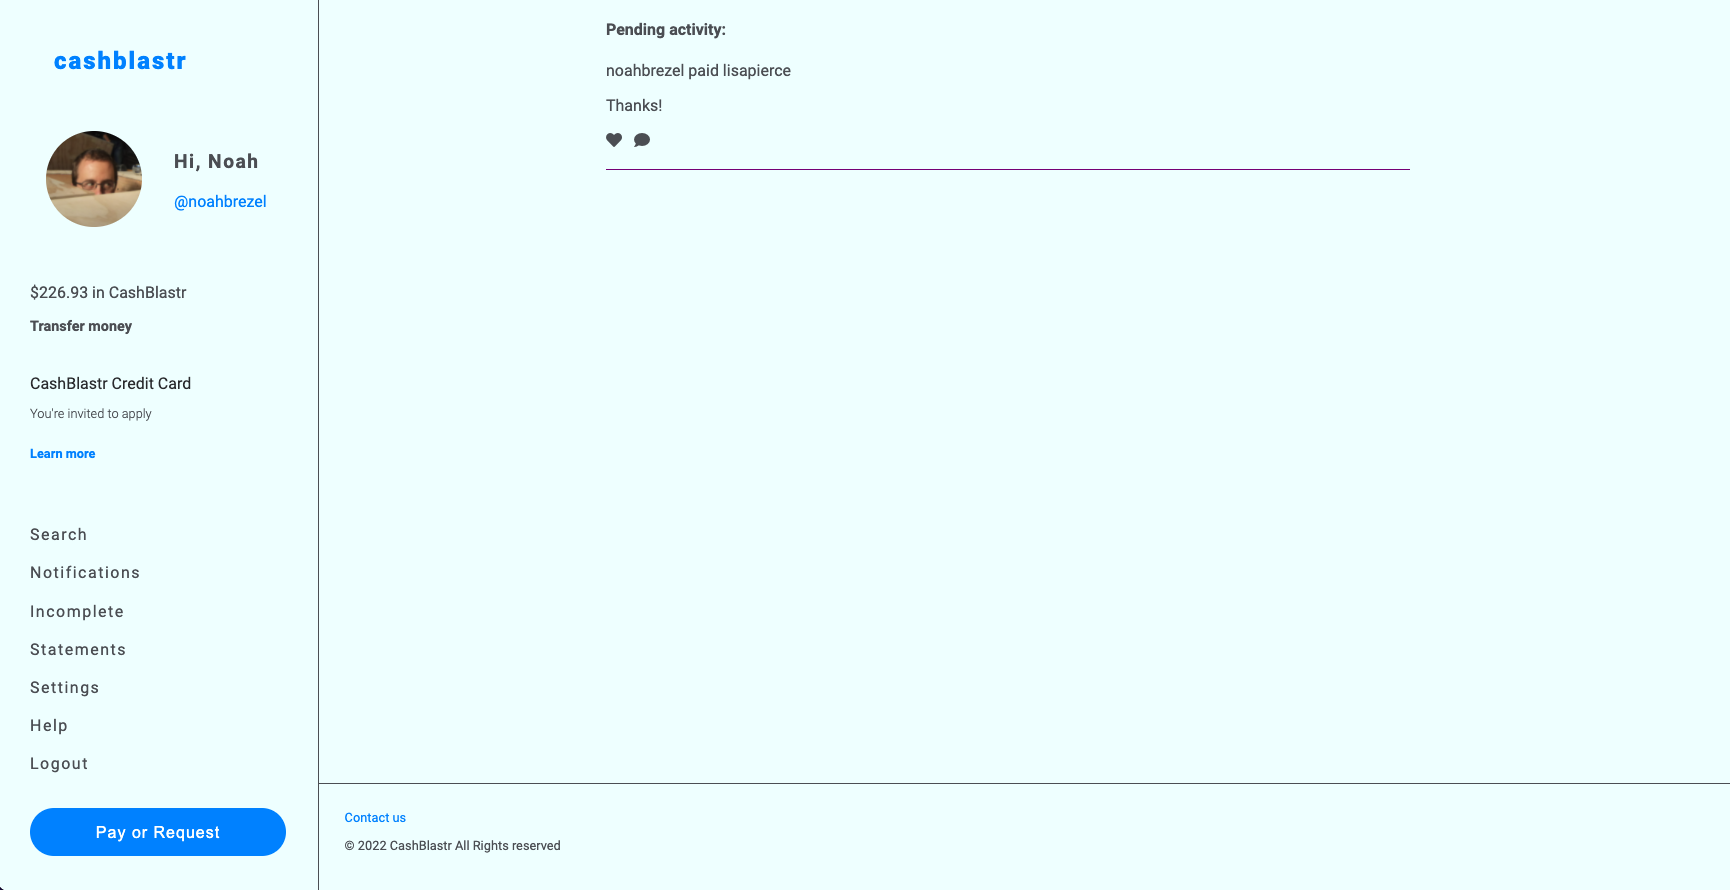 cashblastr
Hi, Noah
@noahbrezel
$226.93 in CashBlastr
Transfer money
CashBlastr Credit Card
You're invited to apply
Learn more
Search
Notifications
Incomplete
Statements
Settings
Help
Logout
Pay or Request
Pending activity:
noahbrezel paid lisapierce
Thanks!
Contact us
© 2022 CashBlastr All Rights reserved